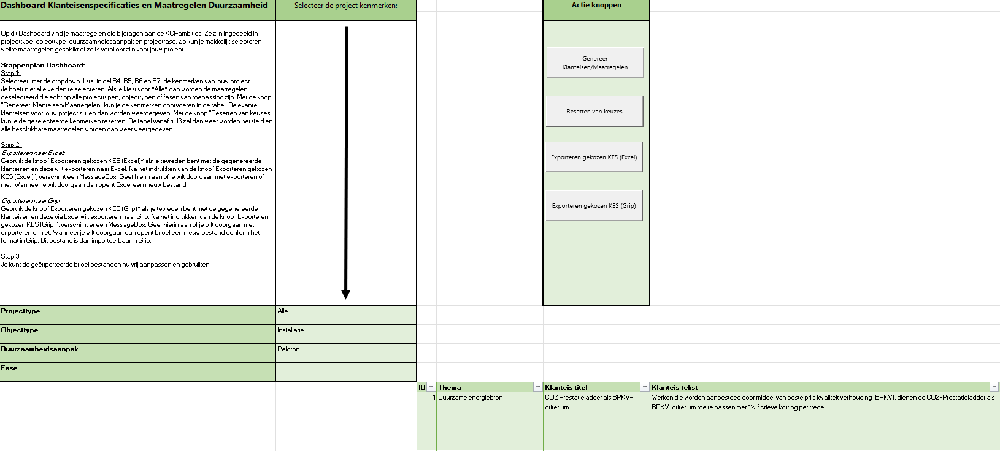 Dashboard Klanteisenspecificaties en Maatregelen Duurzaamheid
Selecteer de project kenmerken:
Actie knoppen
Op dit Dashboard vind je maatregelen die bijdragen aan de KCI-ambities. Ze zijn ingedeeld in
projecttype, objecttype, duurzaamheidsaanpak en projectfase. Zo kun je makkelijk selecteren
welke maatregelen geschikt of zelfs verplicht zijn voor jouw project.
Stappenplan Dashboard:
Stap 1:
Selecteer, met de dropdown-lists, in cel B4, B5, B6 en B7, de kenmerken van jouw project.
Je hoeft niet alle velden te selecteren. Als je kiest voor “Alle” dan worden de maatregelen
geselecteerd die echt op alle projecttypen, objecttypen of fasen van toepassing zijn. Met de knop
"Genereer Klanteisen/Maatregelen" kun je de kenmerken doorvoeren in de tabel. Relevante
klanteisen voor jouw project zullen dan worden weergegeven. Met de knop "Resetten van keuzes"
kun je de geselecteerde kenmerken resetten. De tabel vanaf rij 13 zal dan weer worden hersteld en
alle beschikbare maatregelen worden dan weer weergegeven.
Stap 2:
Exporteren naar Excel:
Gebruik de knop "Exporteren gekozen KES (Excel)” als je tevreden bent met de gegenereerde
klanteisen en deze wilt exporteren naar Excel. Na het indrukken van de knop "Exporteren gekozen
KES (Excel)", verschijnt een MessageBox. Geef hierin aan of je wilt doorgaan met exporteren of
niet. Wanneer je wilt doorgaan dan opent Excel een nieuw bestand.
Exporteren naar Grip:
Gebruik de knop "Exporteren gekozen KES (Grip)” als je tevreden bent met de gegenereerde
klanteisen en deze via Excel wilt exporteren naar Grip. Na het indrukken van de knop "Exporteren
gekozen KES (Grip)", verschijnt er een MessageBox. Geef hierin aan of je wilt doorgaan met
exporteren of niet. Wanneer je wilt doorgaan dan opent Excel een nieuw bestand conform het
format in Grip. Dit bestand is dan importeerbaar in Grip.
Stap 3:
Je kunt de geëxporteerde Excel bestanden nu vrij aanpassen en gebruiken.
Genereer
Klanteisen/Maatregelen
Resetten van keuzes
Exporteren gekozen KES (Excel)
Exporteren gekozen KES (Grip)
Projecttype Alle
Objecttype Installatie
Duurzaamheidsaanpak Peloton
Fase
ID Thema Klanteis titel Klanteis tekst
1 Duurzame energiebron
CO2 Prestatieladder als BPKV-
criterium
Werken die worden aanbesteed door middel van beste prijs kwaliteit verhouding (BPKV), dienen de CO2-Prestatieladder als
BPKV-criterium toe te passen met 1% fictieve korting per trede.